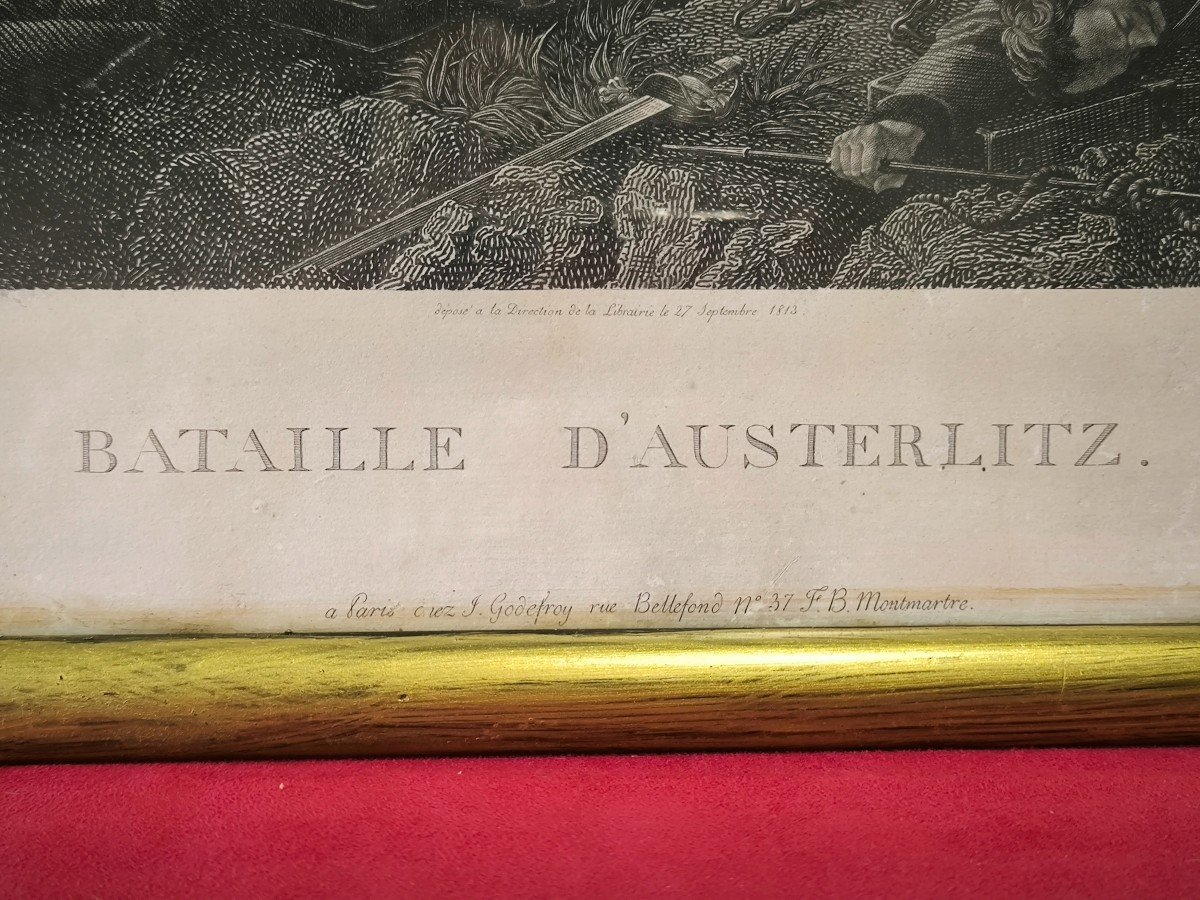 déposé a la Direction de la Librairie le 27 Septembre 1813.
BATAILLE D'AUSTERLITZ.
a Paris chez J. Godefroy rue Bellefond N° 37 F. B. Montmartre.